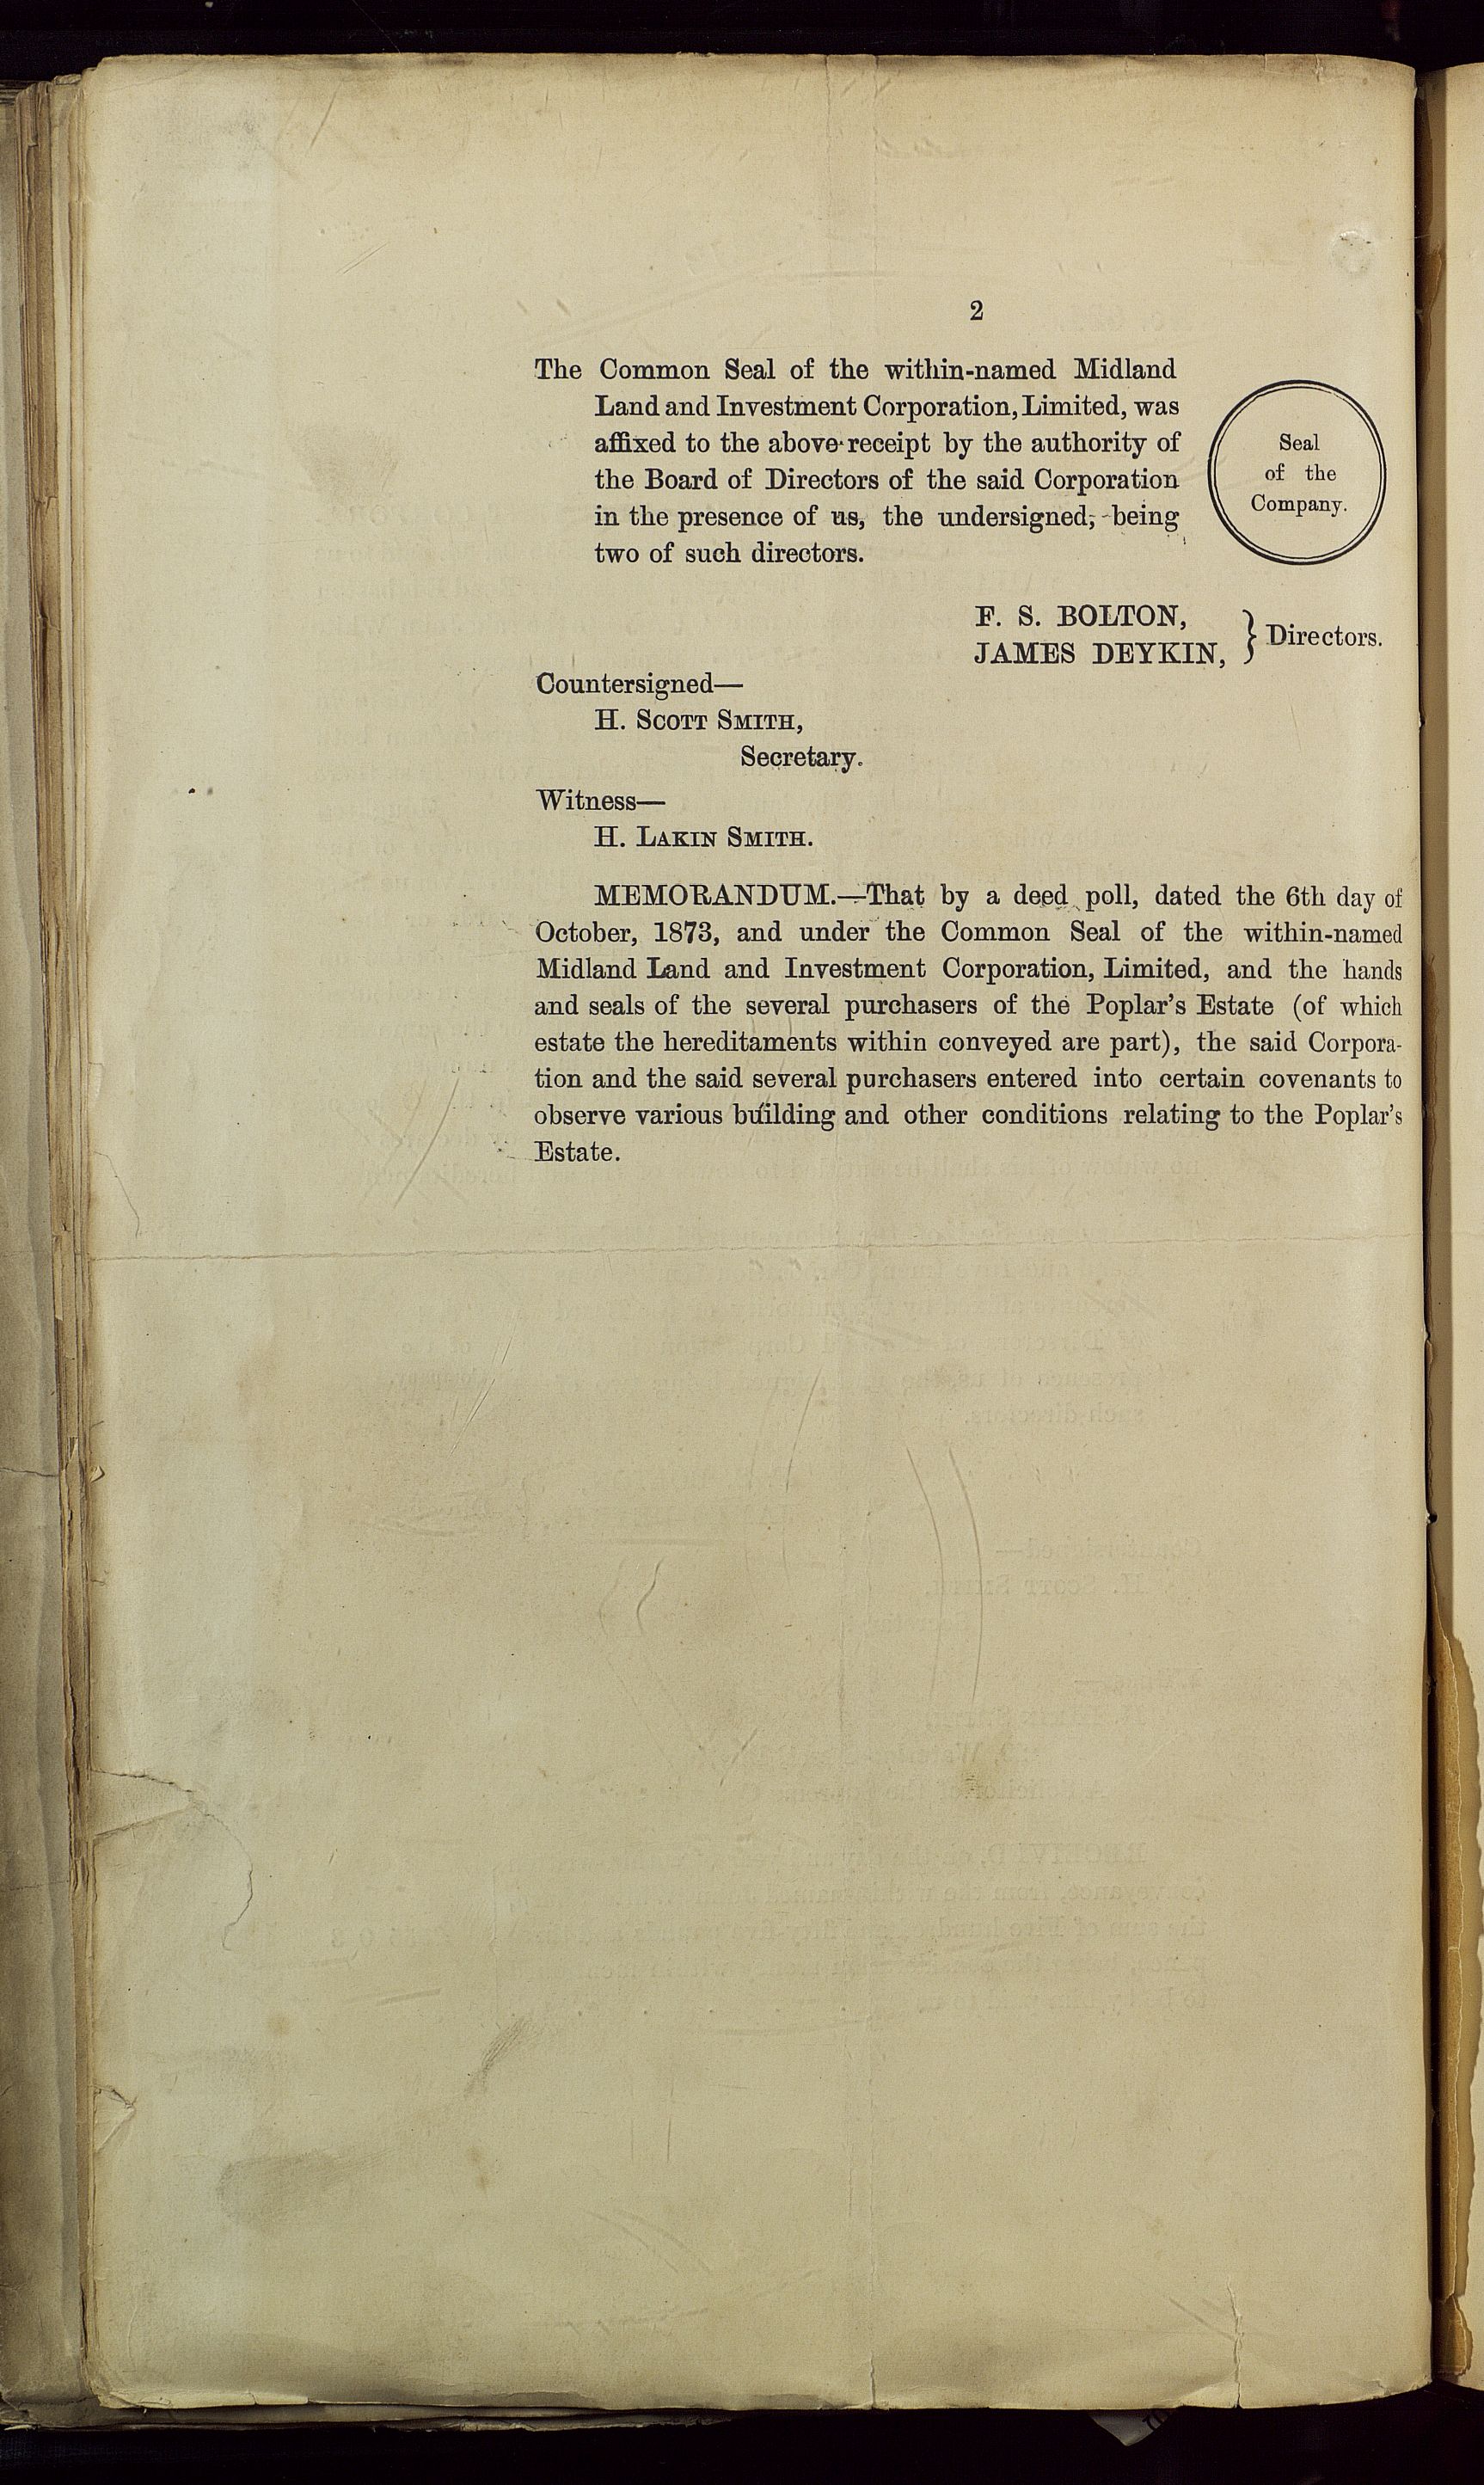 2
The Common Seal of the within-named Midland
Land and Investment Corporation, Limited, was
affixed to the above receipt by the authority of
the Board of Directors of the said Corporation
in the presence of us, the undersigned, being
two of such directors.
Seal
of the
Company.
F. S. BOLTON,
JAMES DEYKIN,
} Directors.
Countersigned—
H. SCOTT SMITH,
Secretary.
Witness—
H. LAKIN SMITH.
MEMORANDUM.—That by a deed poll, dated the 6th day of
October, 1873, and under the Common Seal of the within-named
Midland Land and Investment Corporation, Limited, and the hands
and seals of the several purchasers of the Poplar's Estate (of which
estate the hereditaments within conveyed are part), the said Corpora-
tion and the said several purchasers entered into certain covenants to
observe various building and other conditions relating to the Poplar's
Estate.